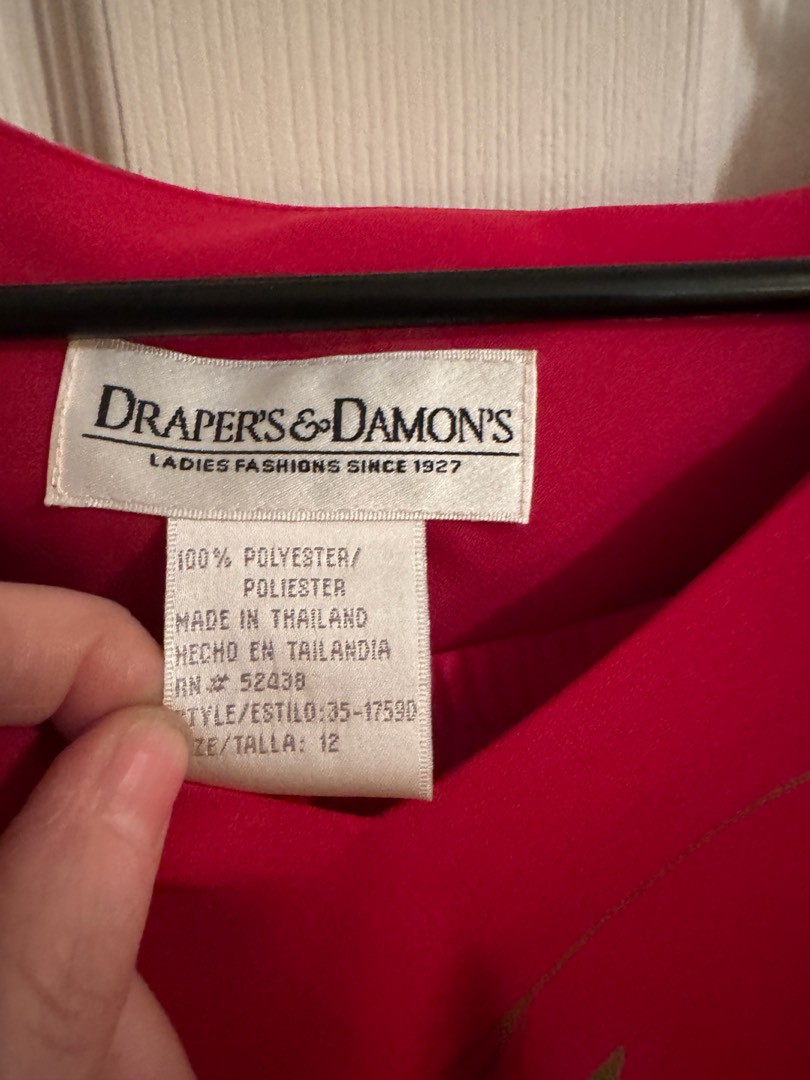 DRAPER'S & DAMON'S
LADIES FASHIONS SINCE 1927
100% POLYESTER/
POLIESTER
MADE IN THAILAND
HECHO EN TAILANDIA
RN # 52438
TYLE/ESTILO:35-17590
ZE/TALLA: 12